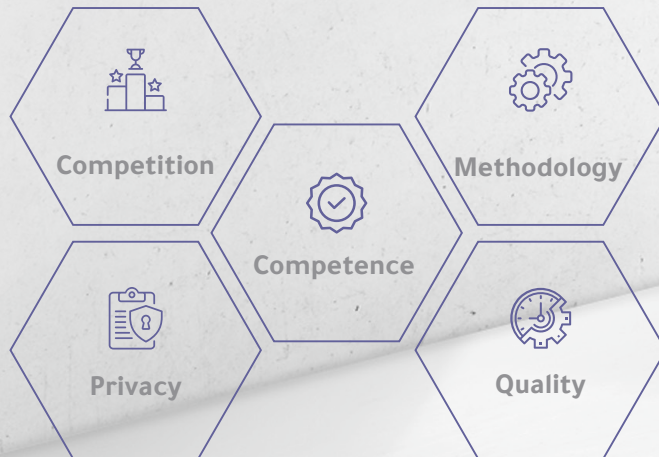 Competition
Methodology
Competence
Privacy
Quality